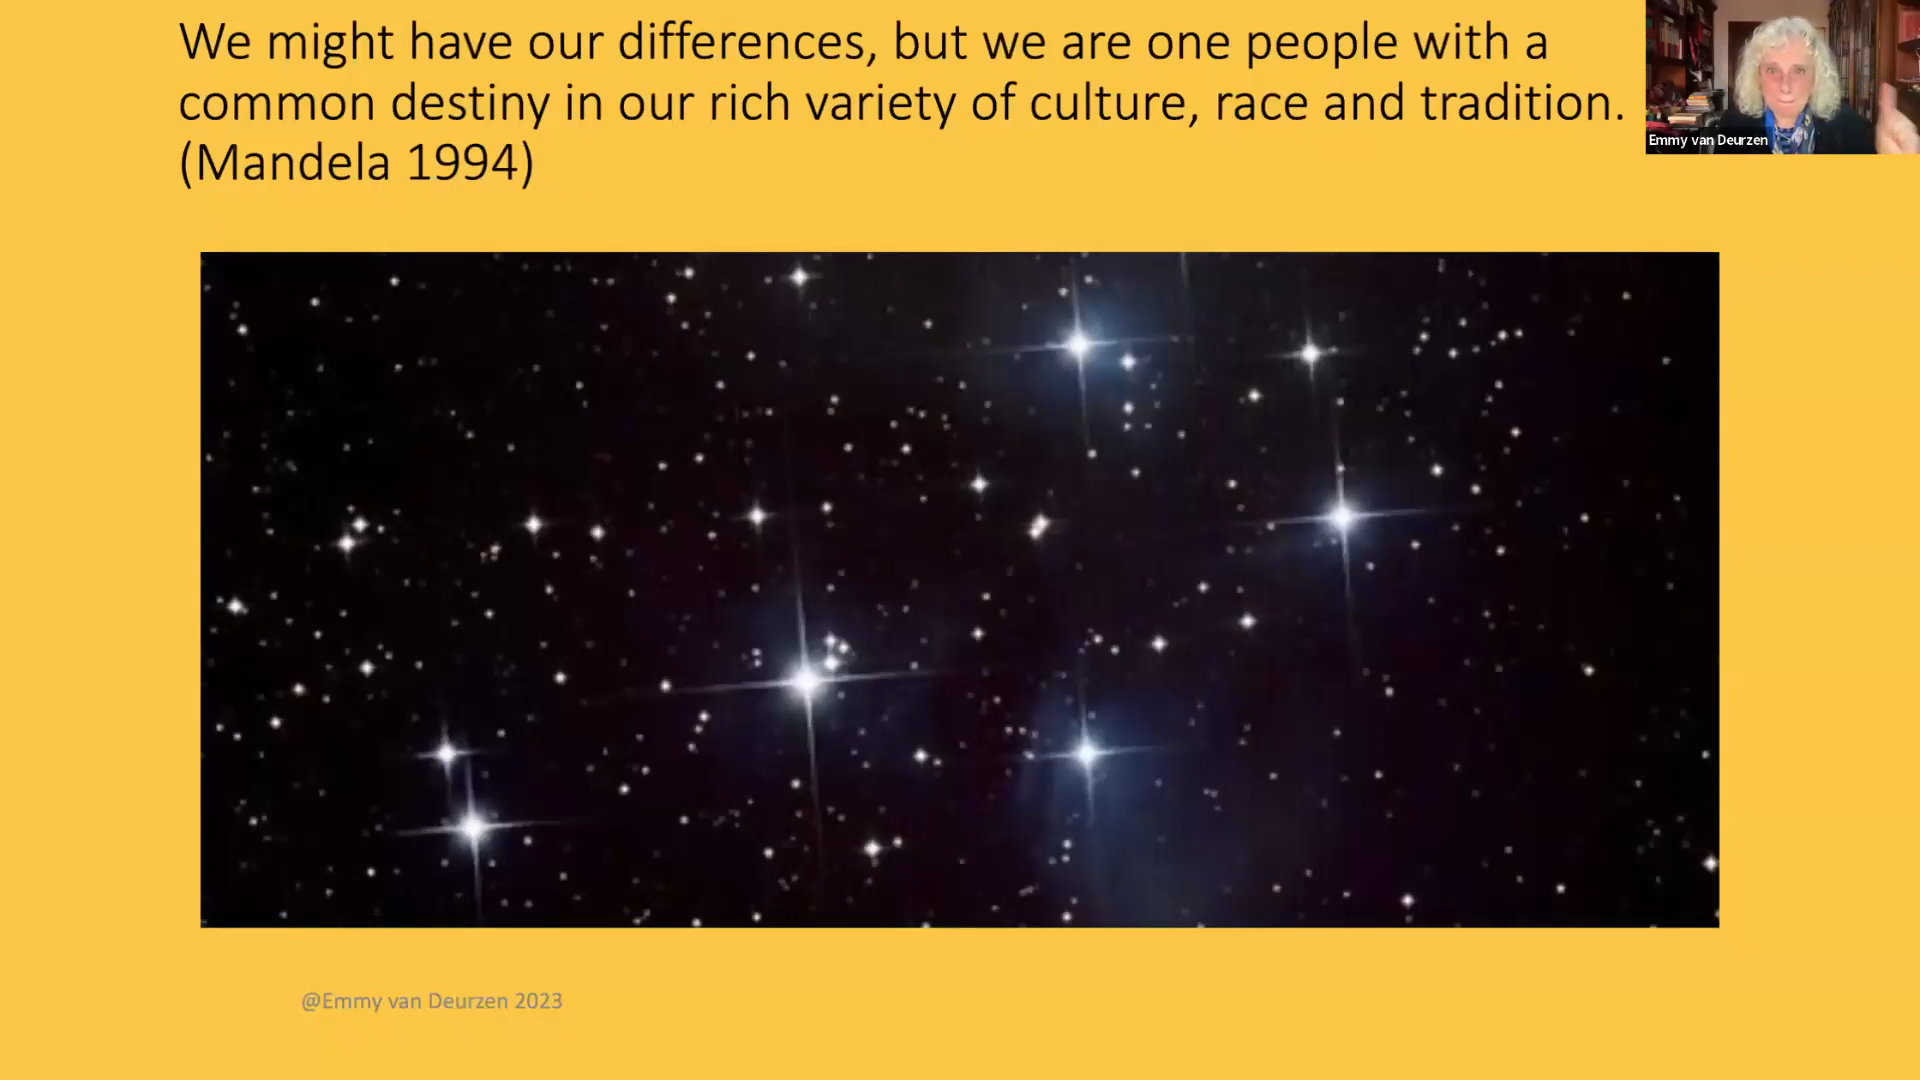 We might have our differences, but we are one people with a
common destiny in our rich variety of culture, race and tradition.
(Mandela 1994)
Emmy van Deurzen
@Emmy van Deurzen 2023